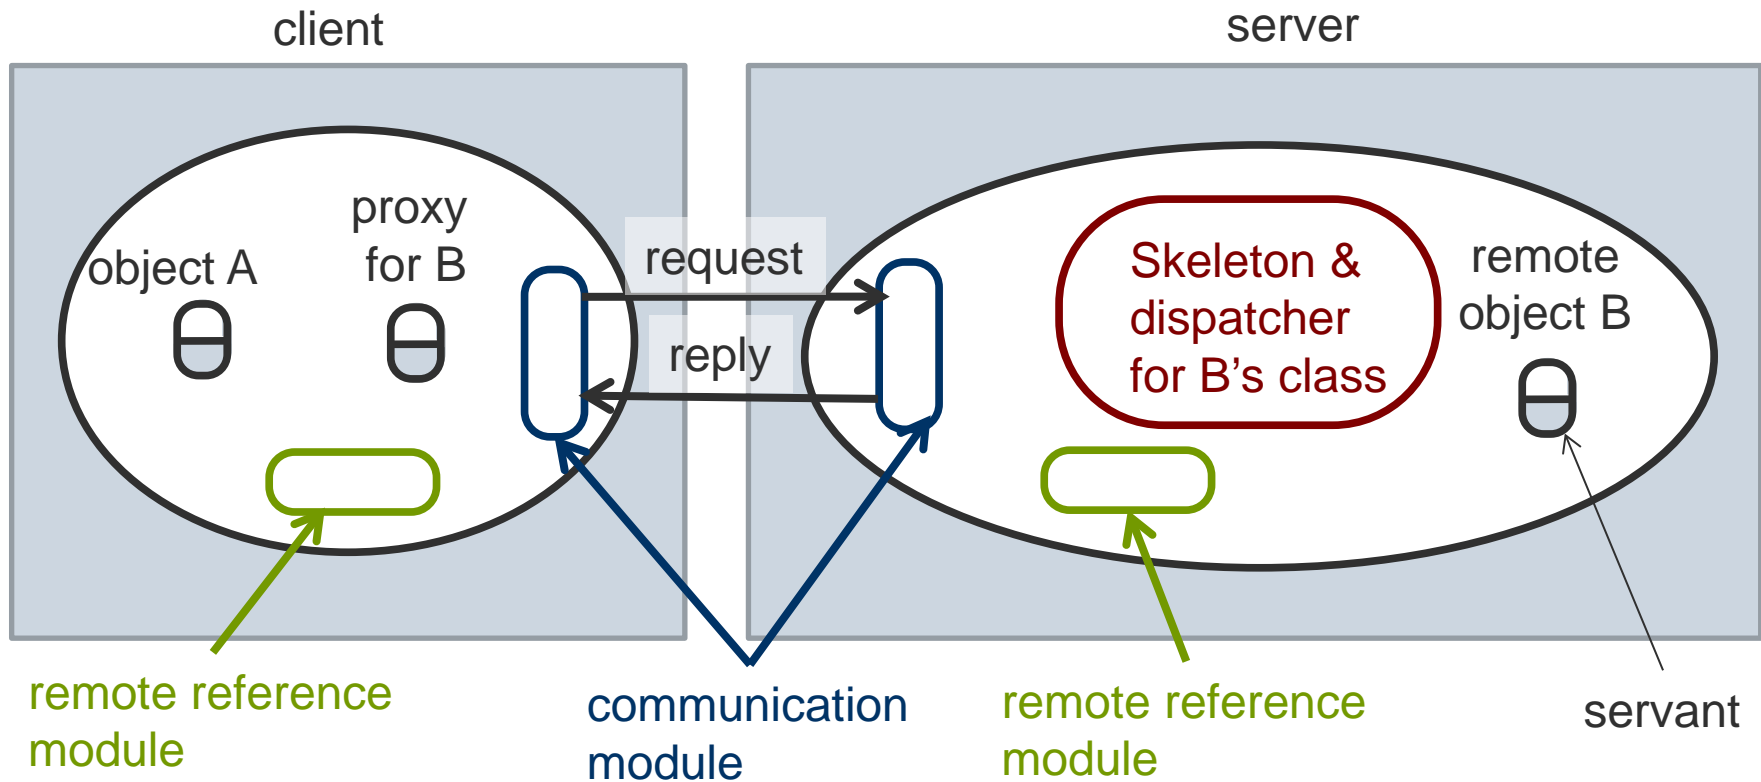 client
server
proxy
for B
object A
request
reply
Skeleton &
dispatcher
for B's class
remote
object B
remote reference
module
communication
module
remote reference
module
servant